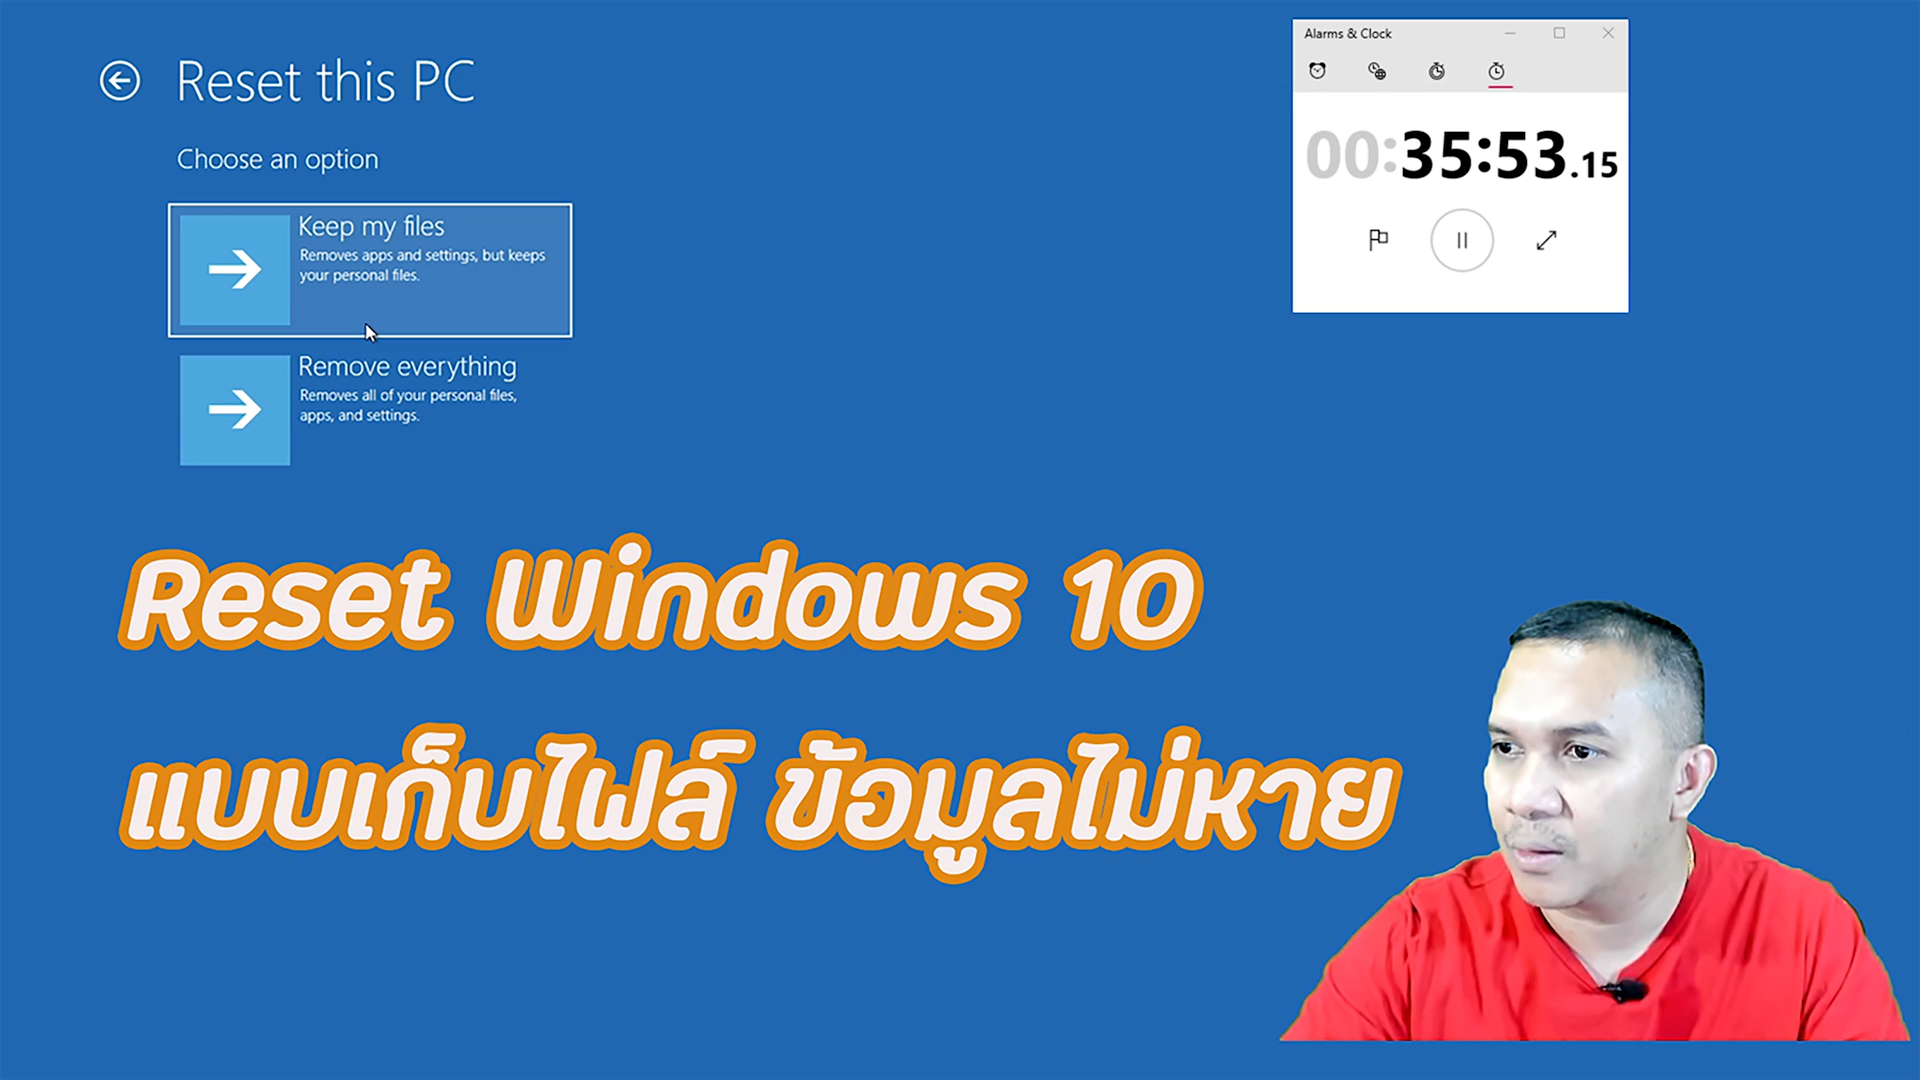 Reset this PC
Choose an option
Keep my files
Removes apps and settings, but keeps
your personal files.
Remove everything
Removes all of your personal files,
apps, and settings.
Alarms & Clock
00:35:53.15
Reset Windows 10
แบบเก็บไฟล์ ข้อมูลไม่หาย